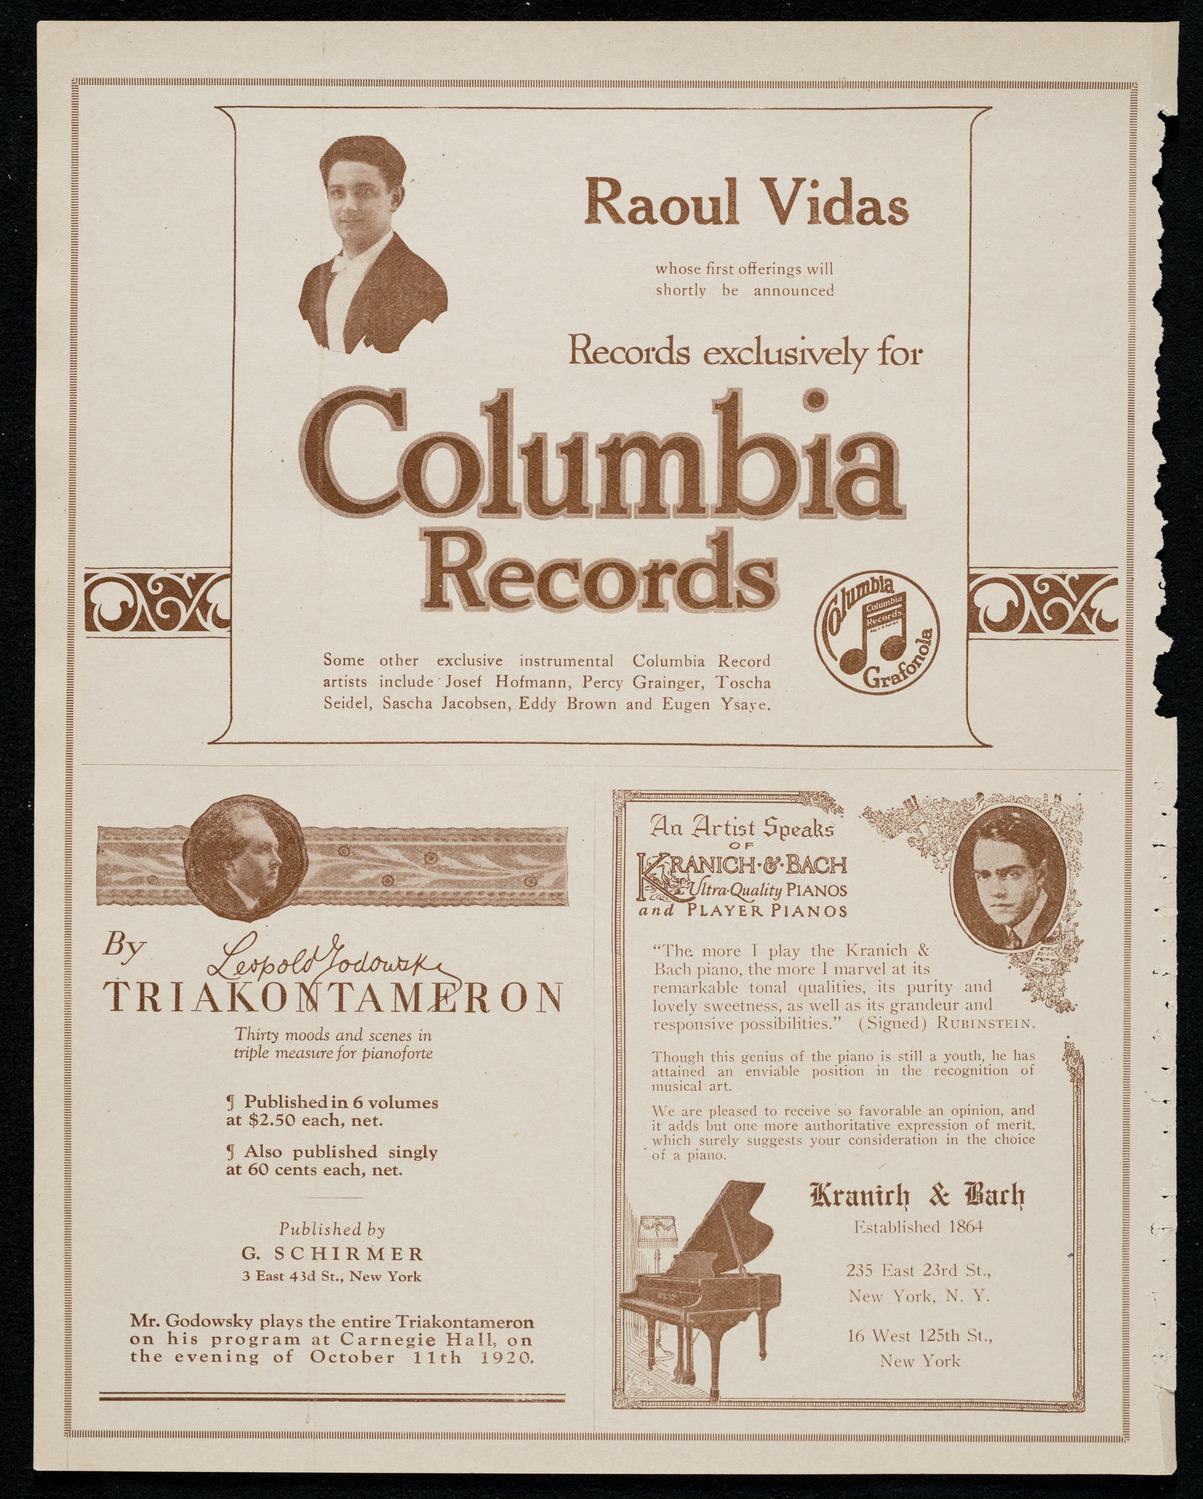 Raoul Vidas
whose first offerings will
shortly be announced
Records exclusively for
Columbia
Records
Columbia
Columbia
Records
Grafonola
Some other exclusive instrumental Columbia Record
artists include Josef Hofmann, Percy Grainger, Toscha
Seidel, Sascha Jacobsen, Eddy Brown and Eugen Ysaye.
By
Leopold Godowsky
TRIAKONTAMERON
Thirty moods and scenes in
triple measure for pianoforte
¶ Published in 6 volumes
at $2.50 each, net.
¶ Also published singly
at 60 cents each, net.
Published by
G. SCHIRMER
3 East 43d St., New York
Mr. Godowsky plays the entire Triakontameron
on his program at Carnegie Hall, on
the evening of October 11th 1920.
An Artist Speaks
OF
KRANICH·&·BACH
Ultra-Quality PIANOS
and PLAYER PIANOS
“The more I play the Kranich &
Bach piano, the more I marvel at its
remarkable tonal qualities, its purity and
lovely sweetness, as well as its grandeur and
responsive possibilities.” (Signed) RUBINSTEIN.
Though this genius of the piano is still a youth, he has
attained an enviable position in the recognition of
musical art.
We are pleased to receive so favorable an opinion, and
it adds but one more authoritative expression of merit,
which surely suggests your consideration in the choice
of a piano.
Kranich & Bach
Established 1864
235 East 23rd St.,
New York, N. Y.
16 West 125th St.,
New York